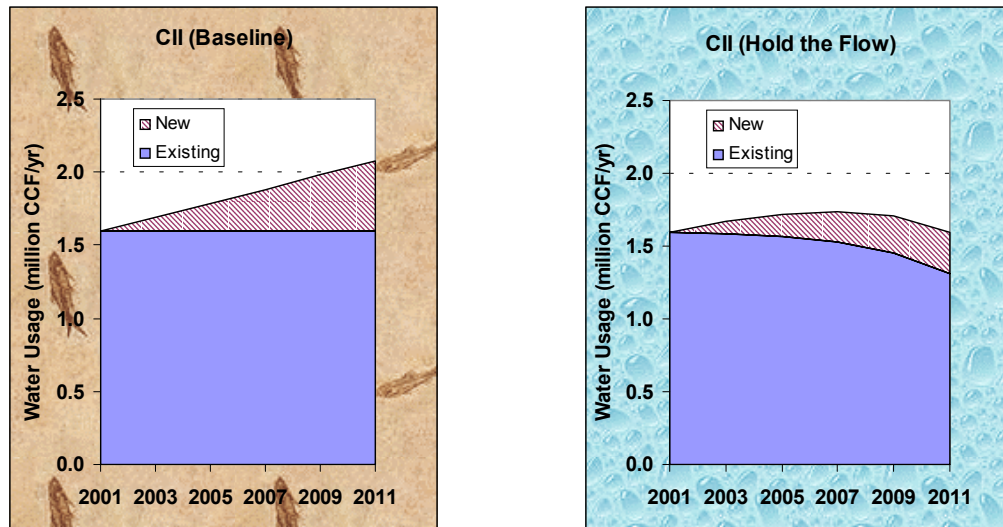 CII (Baseline)
Water Usage (million CCF/yr)
2.5
2.0
1.5
1.0
0.5
0.0
New
Existing
2001 2003 2005 2007 2009 2011
CII (Hold the Flow)
Water Usage (million CCF/yr)
2.5
2.0
1.5
1.0
0.5
0.0
New
Existing
2001 2003 2005 2007 2009 2011